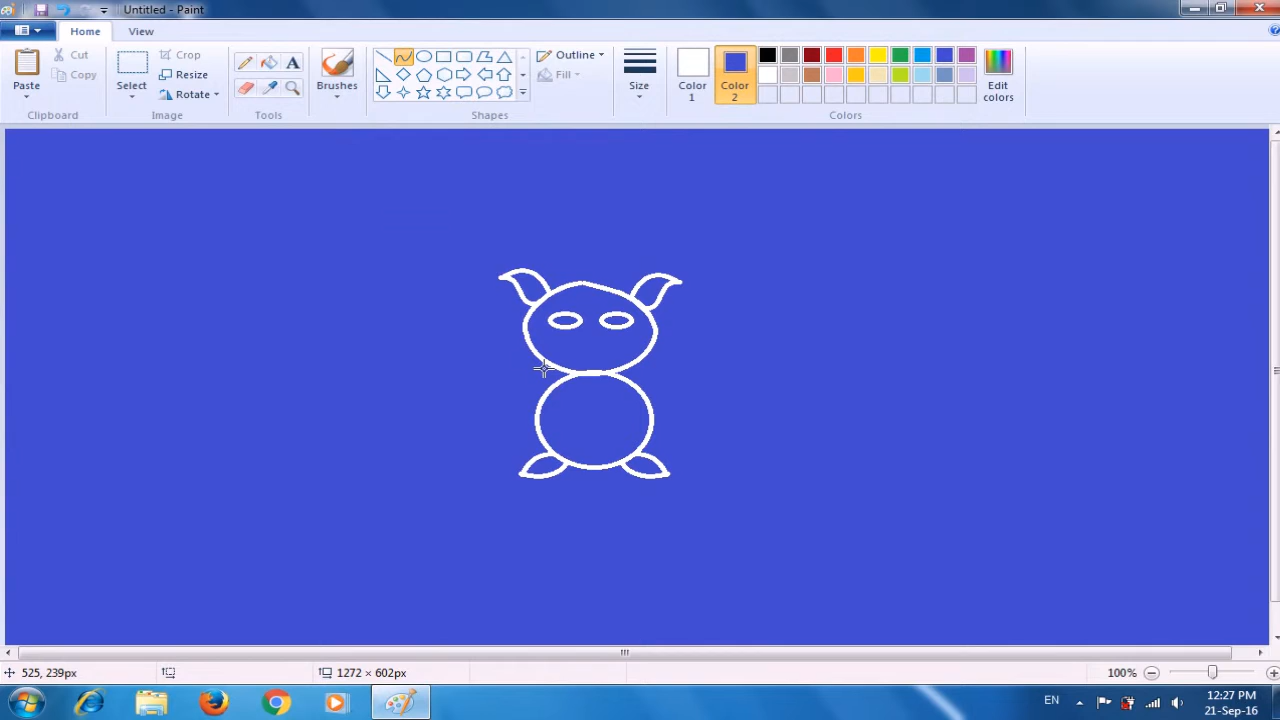 Untitled - Paint
Home View
Cut
Crop
Outline
Copy
Resize
Fill
Paste
Select
Rotate
Brushes
Size
Color 1
Color 2
Edit colors
Clipboard
Image
Tools
Shapes
Colors
525, 239px
1272 × 602px
100%
EN
12:27 PM
21-Sep-16